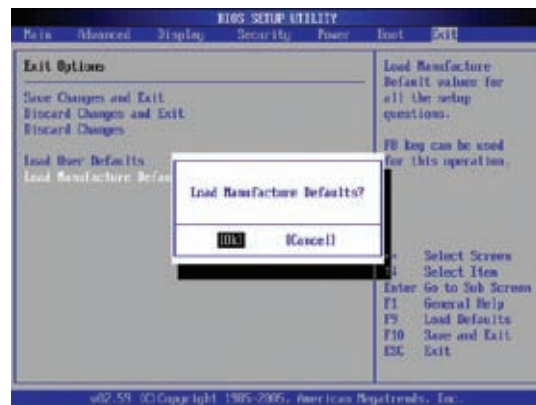 BIOS SETUP UTILITY
Main Advanced Display Security Power Boot Exit
Exit Options
Save Changes and Exit
Discard Changes and Exit
Discard Changes
Load User Defaults
Load Manufacture Defau
Load Manufacture Defaults?
[Ok] [Cancel]
Load Manufacture
Default values for
all the setup
questions.
F8 key can be used
for this operation.
Select Screen
↑↓ Select Item
Enter Go to Sub Screen
F1 General Help
F9 Load Defaults
F10 Save and Exit
ESC Exit
v02.59 (C)Copyright 1985-2005, American Megatrends, Inc.